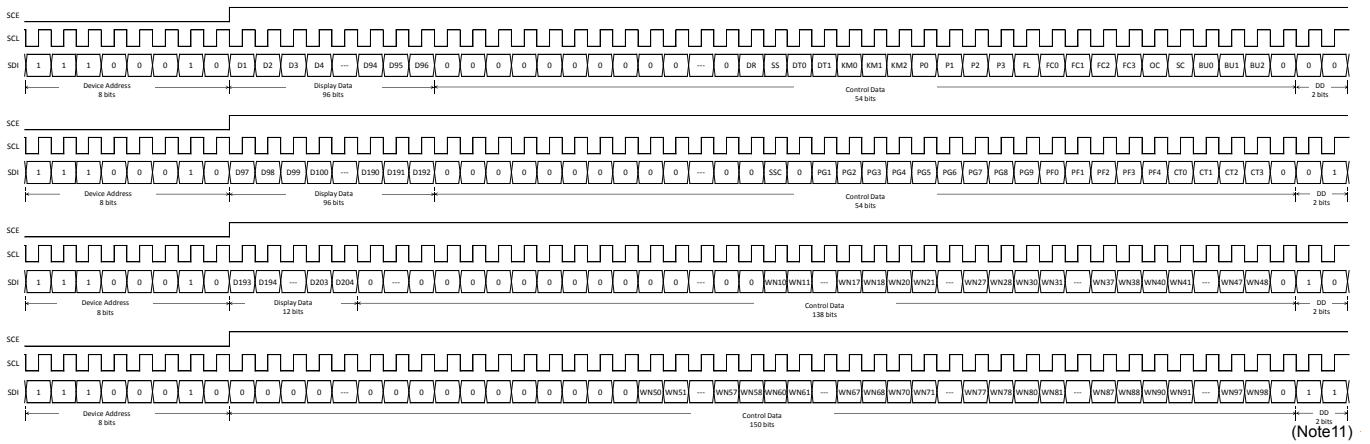 SCE
SCL
SDI 1 1 1 0 0 0 1 0 D1 D2 D3 D4 --- D94 D95 D96 0 0 0 0 0 0 0 0 0 0 --- 0 DR SS DT0 DT1 KM0 KM1 KM2 P0 P1 P2 P3 FL FC0 FC1 FC2 FC3 OC SC BU0 BU1 BU2 0 0 0
Device Address Display Data Control Data DD
8 bits 96 bits 54 bits 2 bits
SCE
SCL
SDI 1 1 1 0 0 0 1 0 D97 D98 D99 D100 --- D190 D191 D192 0 0 0 0 0 0 0 0 0 0 --- 0 0 SSC 0 PG1 PG2 PG3 PG4 PG5 PG6 PG7 PG8 PG9 PF0 PF1 PF2 PF3 PF4 CT0 CT1 CT2 CT3 0 0 1
Device Address Display Data Control Data DD
8 bits 96 bits 54 bits 2 bits
SCE
SCL
SDI 1 1 1 0 0 0 1 0 D193 D194 --- D203 D204 0 --- 0 0 0 0 0 0 0 0 0 0 0 --- 0 0 WN10 WN11 --- WN17 WN18 WN20 WN21 --- WN27 WN28 WN30 WN31 --- WN37 WN38 WN40 WN41 --- WN47 WN48 0 1 0
Device Address Display Data Control Data DD
8 bits 12 bits 138 bits 2 bits
SCE
SCL
SDI 1 1 1 0 0 0 1 0 0 0 0 0 --- 0 0 0 0 0 0 0 0 0 0 0 WN50 WN51 --- WN57 WN58 WN60 WN61 --- WN67 WN68 WN70 WN71 --- WN77 WN78 WN80 WN81 --- WN87 WN88 WN90 WN91 --- WN97 WN98 0 1 1
Device Address Control Data DD
8 bits 150 bits 2 bits
(Note11)